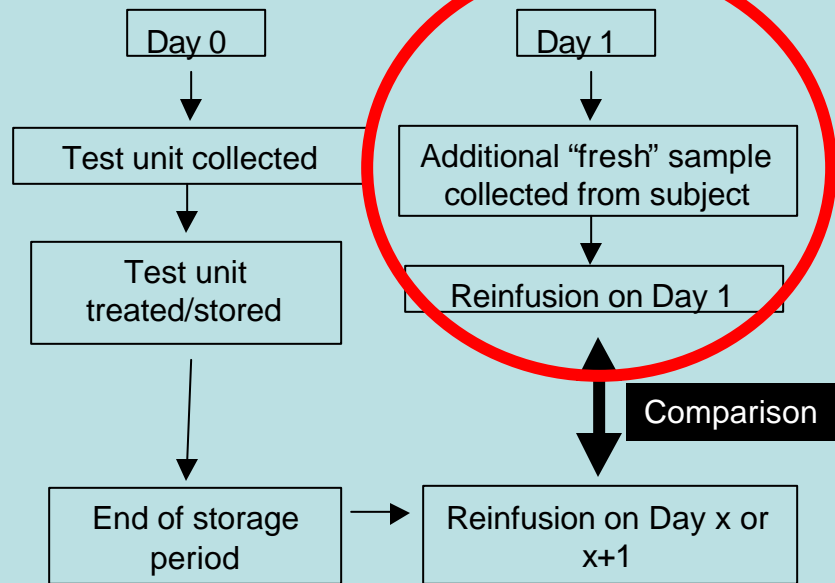 Day 0
Test unit collected
Test unit
treated/stored
End of storage
period
Day 1
Additional “fresh” sample
collected from subject
Reinfusion on Day 1
Comparison
Reinfusion on Day x or
x+1